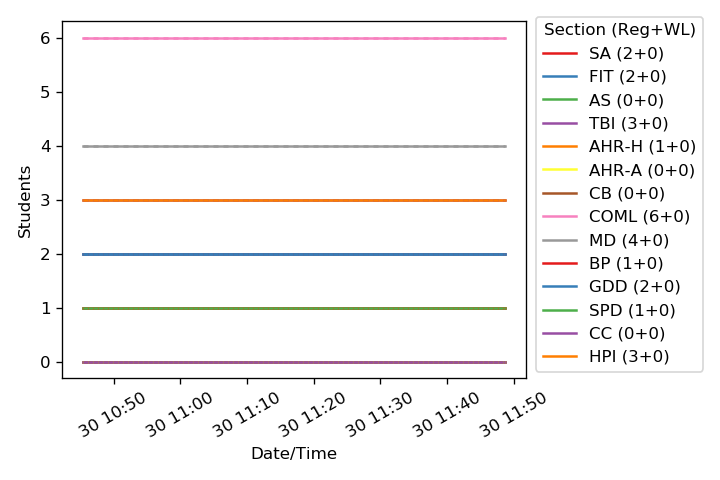 Section (Reg+WL)
SA (2+0)
FIT (2+0)
AS (0+0)
TBI (3+0)
AHR-H (1+0)
AHR-A (0+0)
CB (0+0)
COML (6+0)
MD (4+0)
BP (1+0)
GDD (2+0)
SPD (1+0)
CC (0+0)
HPI (3+0)
Students
6
5
4
3
2
1
0
30 10:50
30 11:00
30 11:10
30 11:20
30 11:30
30 11:40
30 11:50
Date/Time